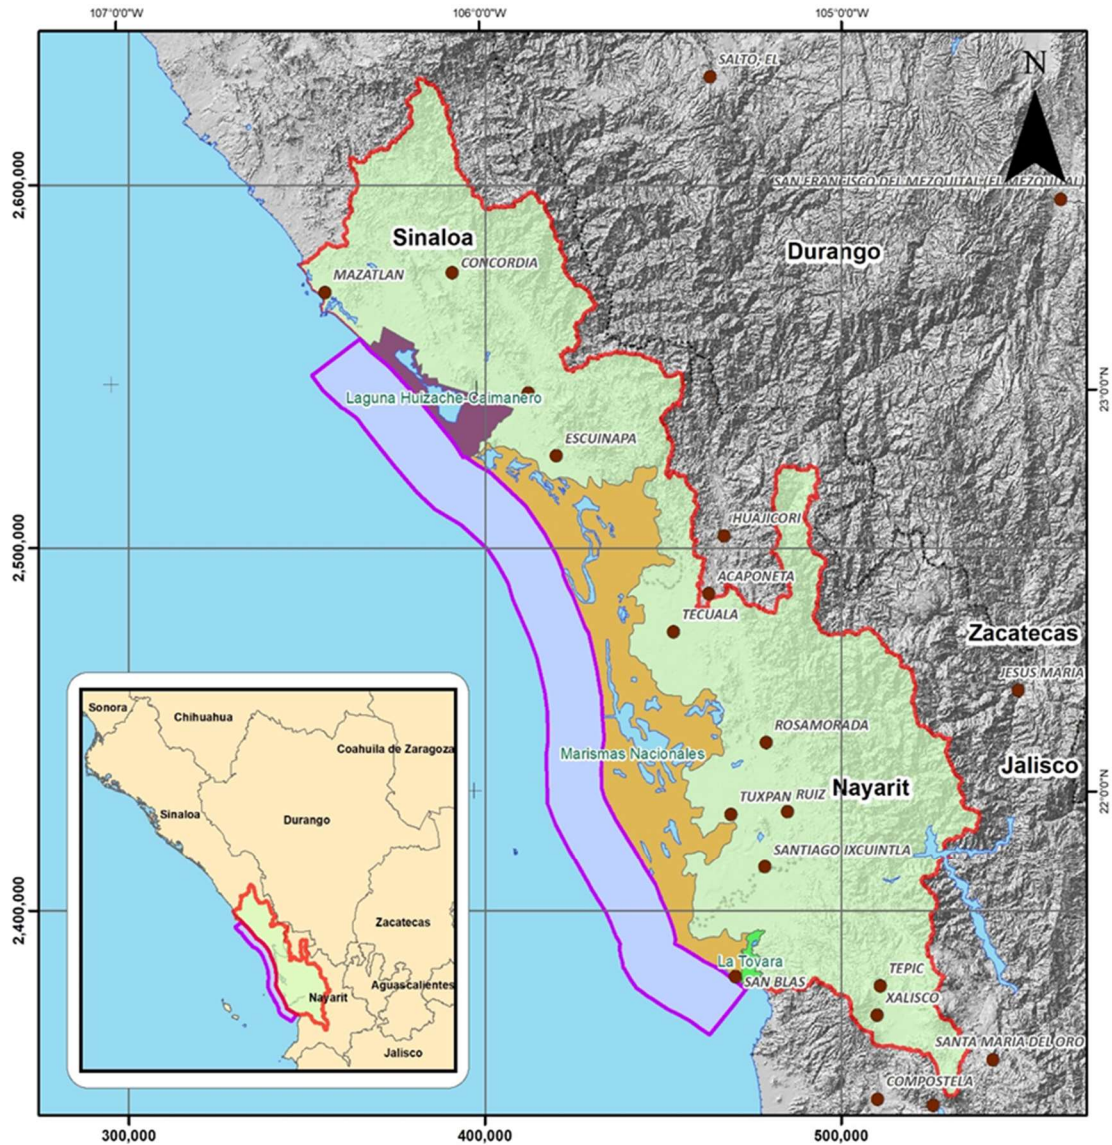 107°0'0"W
106°0'0"W
105°0'0"W
SALTO, EL
N
2,600,000
SAN FRANCISCO DEL MEZQUITAL (EL MEZQUITAL)
Sinaloa
Durango
CONCORDIA
MAZATLAN
23°0'0"N
Laguna Huizache-Caimanero
ESCUINAPA
HUAJICORI
2,500,000
ACAPONETA
TECUALA
Zacatecas
JESUS MARIA
ROSAMORADA
Marismas Nacionales
Jalisco
Nayarit
22°0'0"N
TUXPAN
RUIZ
SANTIAGO IXCUINTLA
2,400,000
La Tovara
SAN BLAS
TEPIC
XALISCO
SANTA MARIA DEL ORO
COMPOSTELA
Sonora
Chihuahua
Coahuila de Zaragoza
Sinaloa
Durango
Zacatecas
Aguascalientes
Nayarit
Jalisco
300,000
400,000
500,000